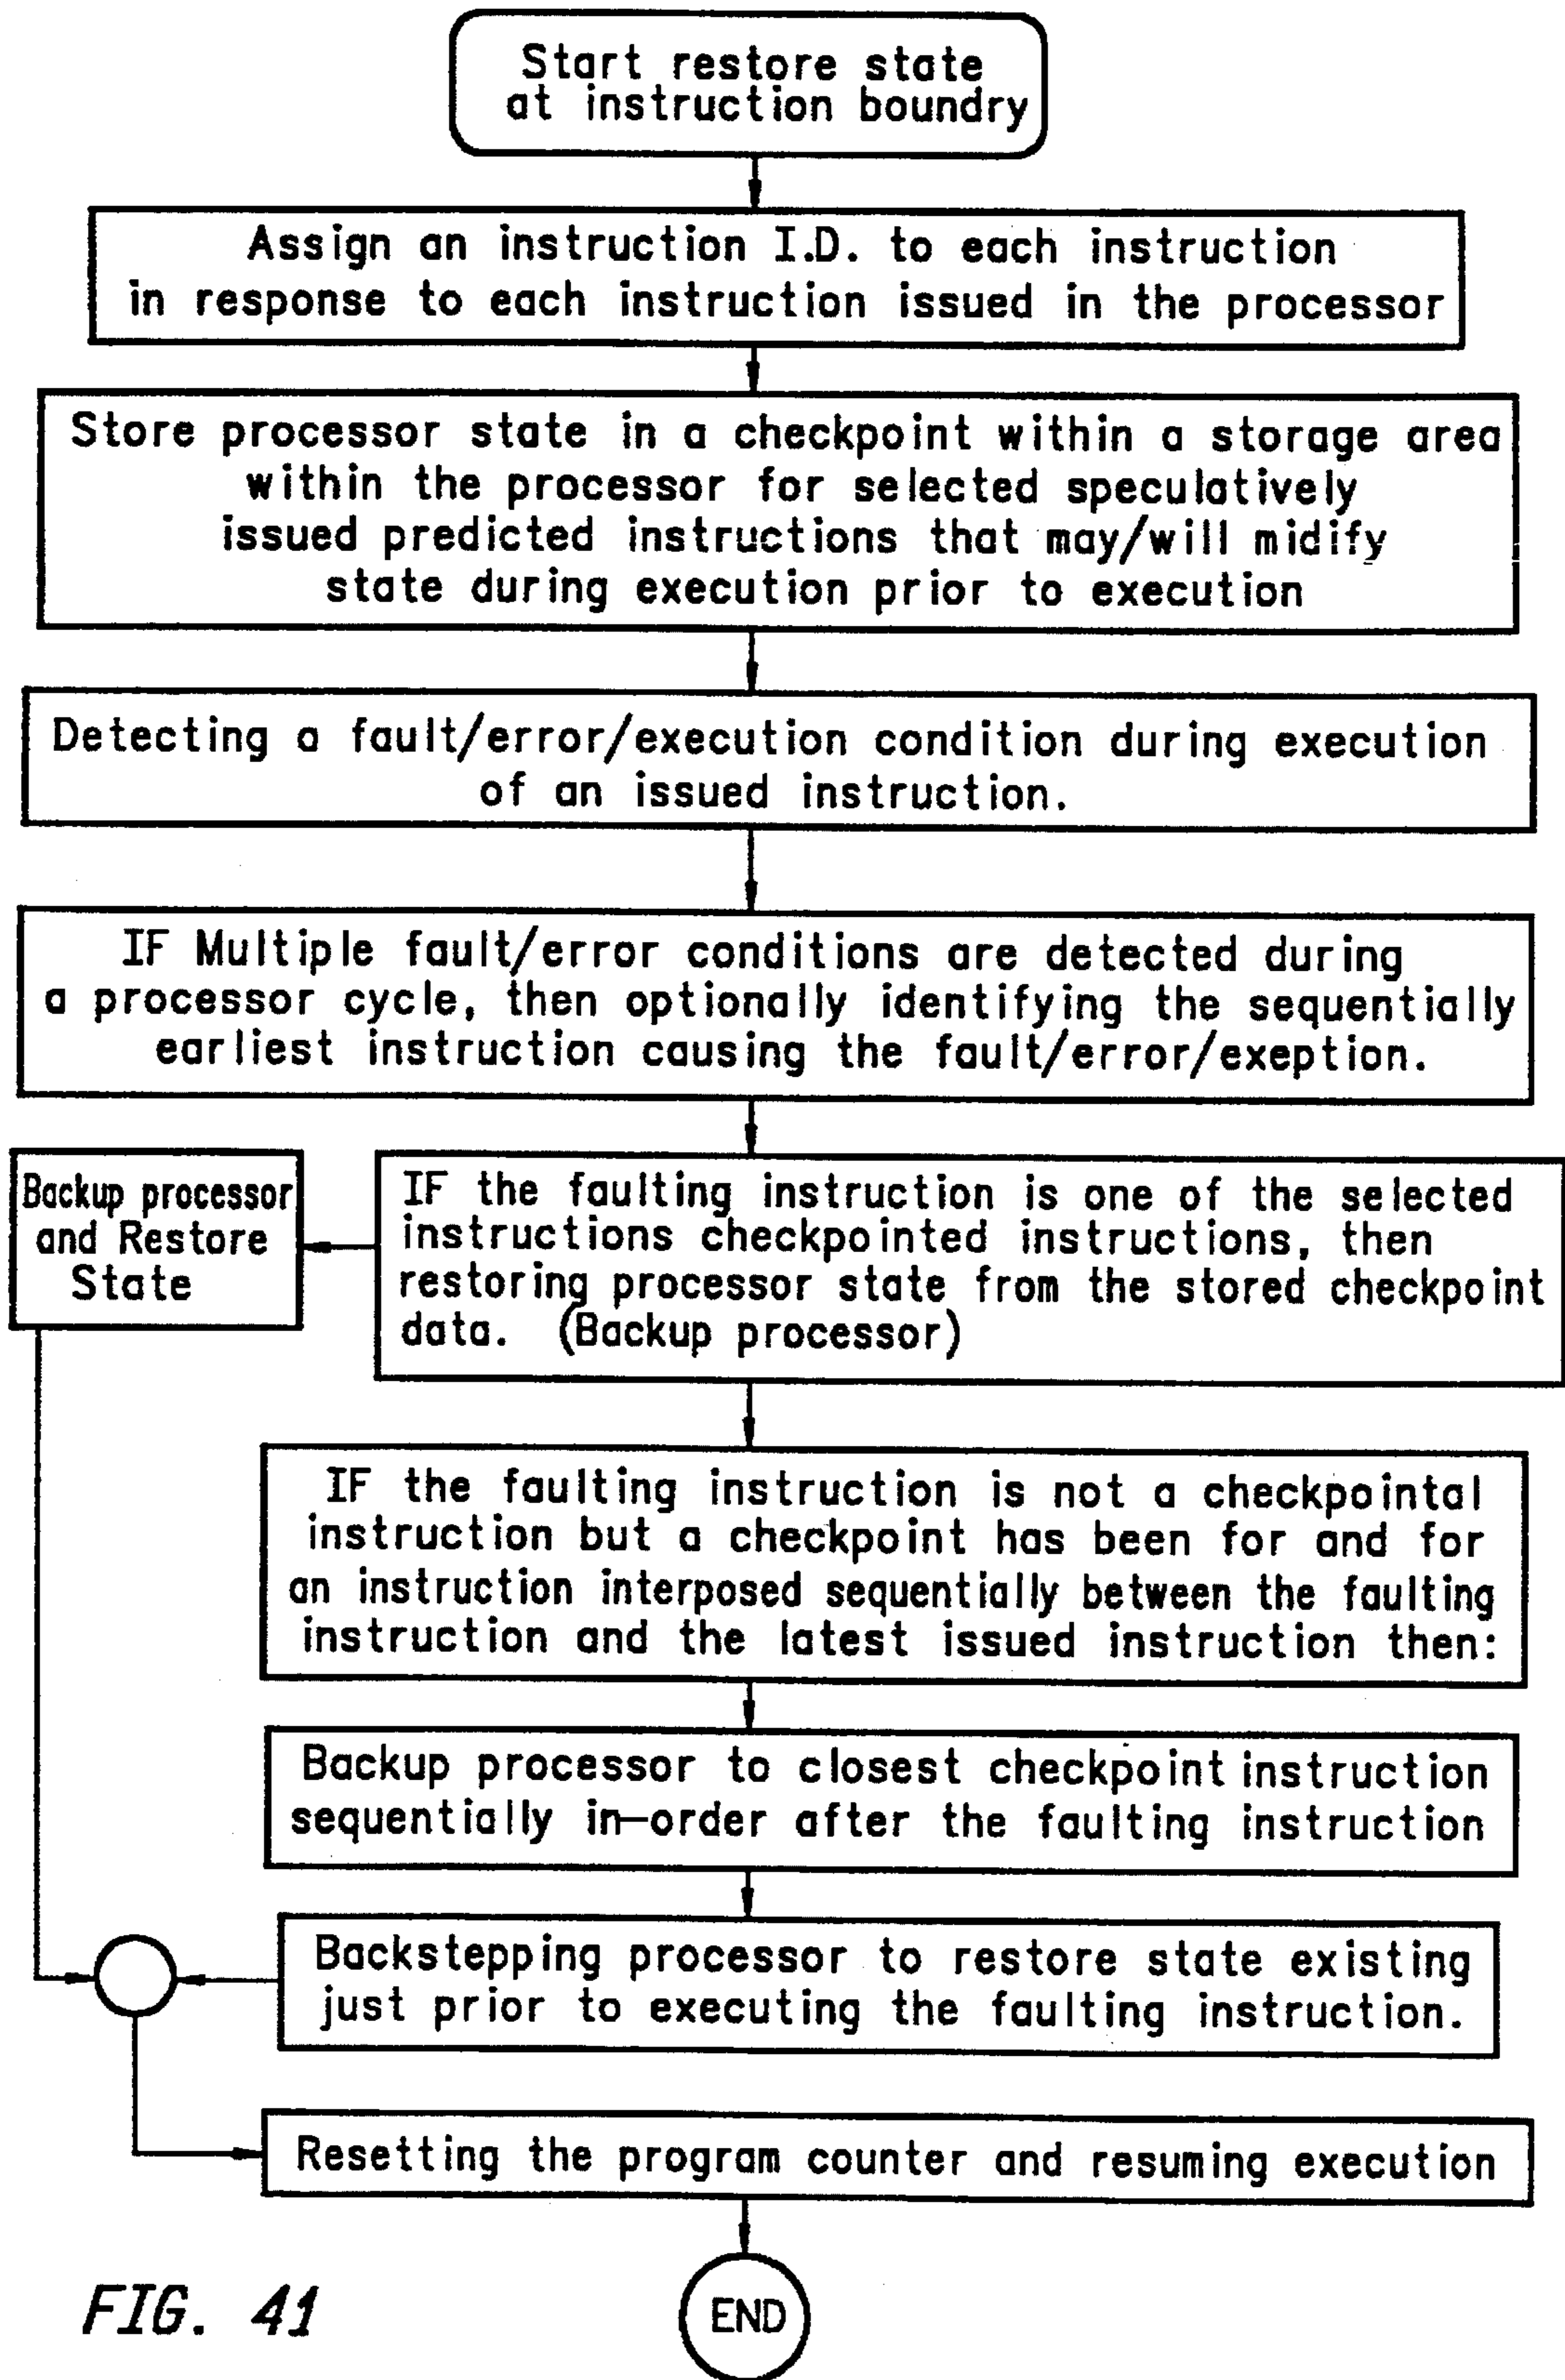 Start restore state
at instruction boundry
Assign an instruction I.D. to each instruction
in response to each instruction issued in the processor
Store processor state in a checkpoint within a storage area
within the processor for selected speculatively
issued predicted instructions that may/will midify
state during execution prior to execution
Detecting a fault/error/execution condition during execution
of an issued instruction.
IF Multiple fault/error conditions are detected during
a processor cycle, then optionally identifying the sequentially
earliest instruction causing the fault/error/exeption.
Backup processor
and Restore
State
IF the faulting instruction is one of the selected
instructions checkpointed instructions, then
restoring processor state from the stored checkpoint
data. (Backup processor)
IF the faulting instruction is not a checkpointal
instruction but a checkpoint has been for and for
an instruction interposed sequentially between the faulting
instruction and the latest issued instruction then:
Backup processor to closest checkpoint instruction
sequentially in-order after the faulting instruction
Backstepping processor to restore state existing
just prior to executing the faulting instruction.
Resetting the program counter and resuming execution
END
FIG. 41